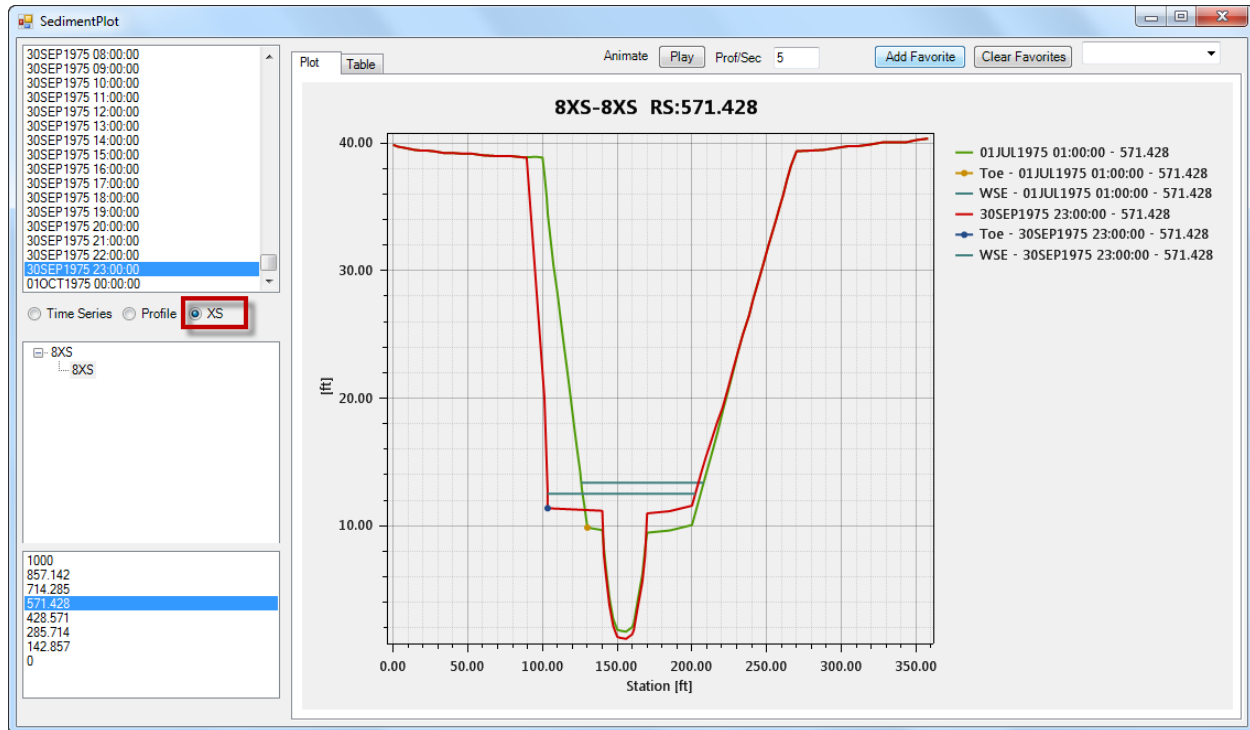 SedimentPlot
30SEP1975 08:00:00
30SEP1975 09:00:00
30SEP1975 10:00:00
30SEP1975 11:00:00
30SEP1975 12:00:00
30SEP1975 13:00:00
30SEP1975 14:00:00
30SEP1975 15:00:00
30SEP1975 16:00:00
30SEP1975 17:00:00
30SEP1975 18:00:00
30SEP1975 19:00:00
30SEP1975 20:00:00
30SEP1975 21:00:00
30SEP1975 22:00:00
30SEP1975 23:00:00
01OCT1975 00:00:00
Time Series Profile XS
8XS
8XS
1000
857.142
714.285
571.428
428.571
285.714
142.857
0
Plot Table
Animate Play Prof/Sec 5 Add Favorite Clear Favorites
8XS-8XS RS:571.428
40.00
30.00
20.00
10.00
[ft]
0.00 50.00 100.00 150.00 200.00 250.00 300.00 350.00
Station [ft]
01JUL1975 01:00:00 - 571.428
Toe - 01JUL1975 01:00:00 - 571.428
WSE - 01JUL1975 01:00:00 - 571.428
30SEP1975 23:00:00 - 571.428
Toe - 30SEP1975 23:00:00 - 571.428
WSE - 30SEP1975 23:00:00 - 571.428